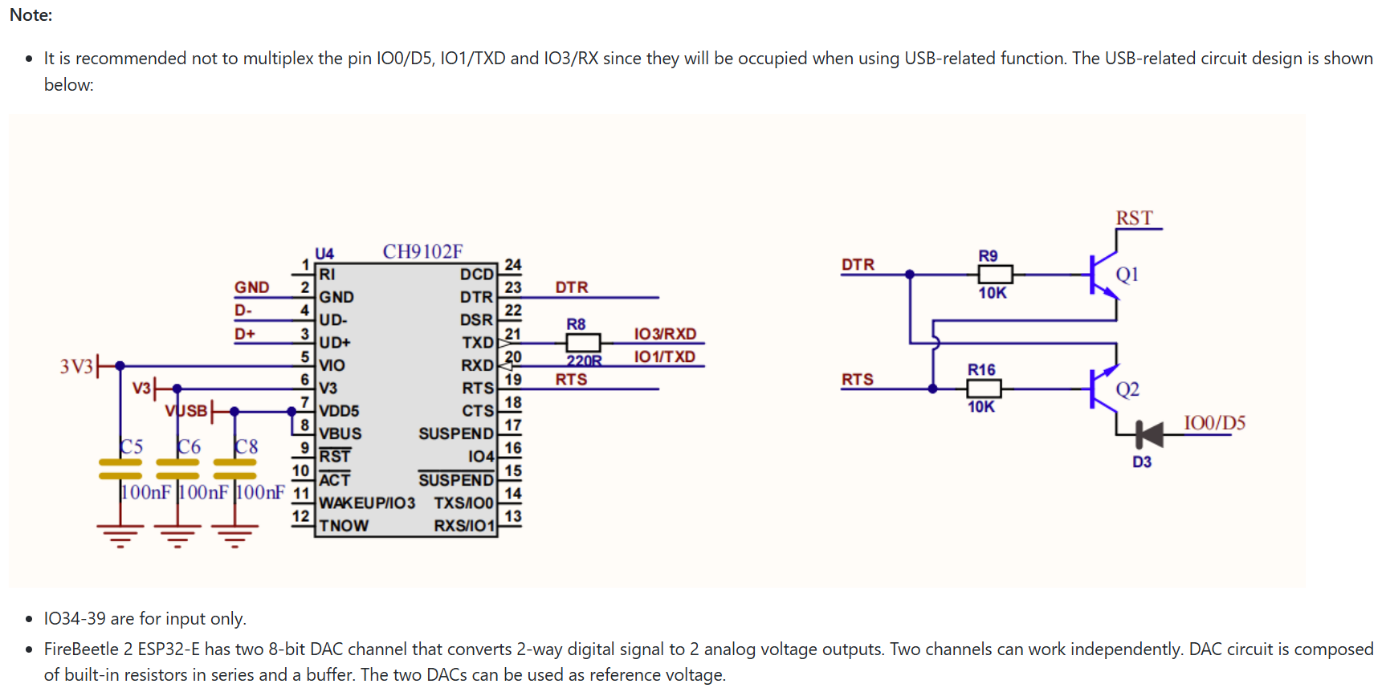 Note:
It is recommended not to multiplex the pin IO0/D5, IO1/TXD and IO3/RX since they will be occupied when using USB-related function. The USB-related circuit design is shown
below:
U4 CH9102F
1 RI DCD 24
GND 2 GND DTR 23 DTR
D- 4 UD- DSR 22
D+ 3 UD+ TXD 21 R8 220R IO3/RXD
3V3 5 VIO RXD 20 IO1/TXD
V3 6 V3 RTS 19 RTS
VUSB 7 VDD5 CTS 18
8 VBUS SUSPEND 17
9 RST IO4 16
10 ACT SUSPEND 15
11 WAKEUP/IO3 TXS/IO0 14
12 TNOW RXS/IO1 13
C5 C6 C8
100nF 100nF 100nF
RST
DTR R9 Q1
10K
RTS R16 Q2
10K
IO0/D5
D3
IO34-39 are for input only.
FireBeetle 2 ESP32-E has two 8-bit DAC channel that converts 2-way digital signal to 2 analog voltage outputs. Two channels can work independently. DAC circuit is composed
of built-in resistors in series and a buffer. The two DACs can be used as reference voltage.